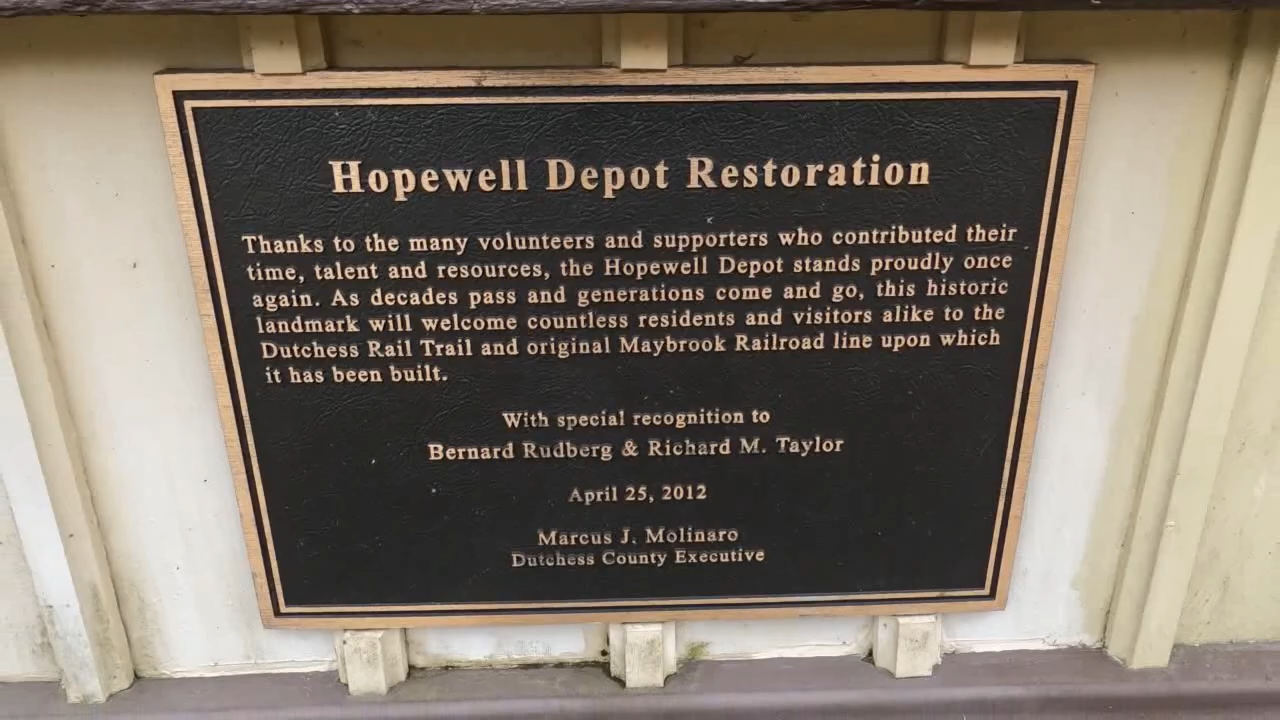 Hopewell Depot Restoration
Thanks to the many volunteers and supporters who contributed their
time, talent and resources, the Hopewell Depot stands proudly once
again. As decades pass and generations come and go, this historic
landmark will welcome countless residents and visitors alike to the
Dutchess Rail Trail and original Maybrook Railroad line upon which
it has been built.
With special recognition to
Bernard Rudberg & Richard M. Taylor
April 25, 2012
Marcus J. Molinaro
Dutchess County Executive